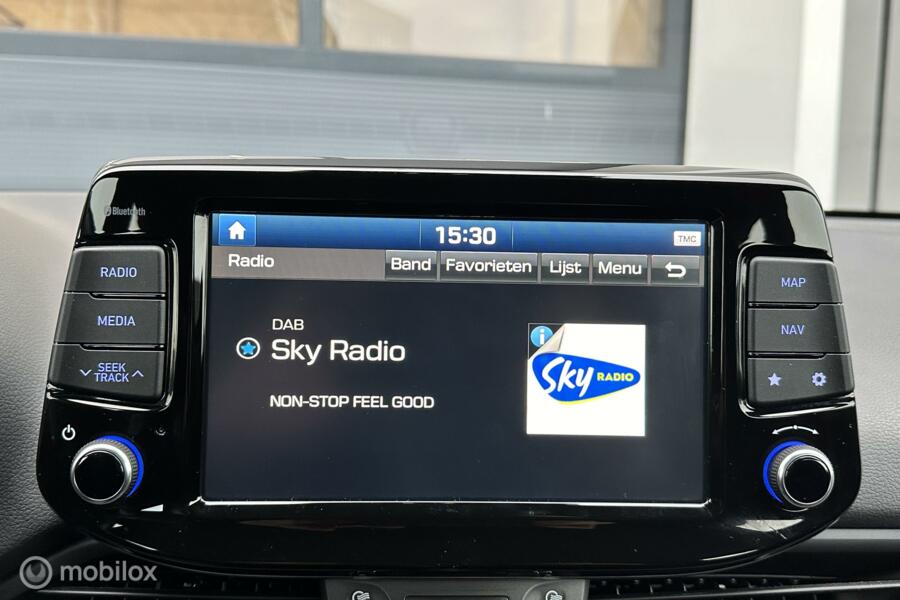 Bluetooth
15:30
TMC
Radio Band Favorieten Lijst Menu
RADIO
MEDIA
SEEK
TRACK
DAB
Sky Radio
NON-STOP FEEL GOOD
i
Sky RADIO
MAP
NAV
mobilox